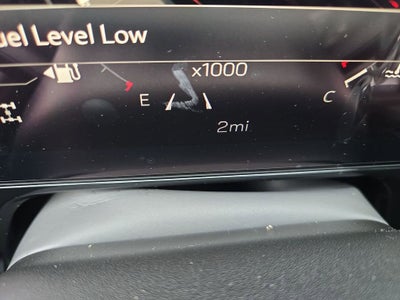 uel Level Low
x1000
E
C
2mi